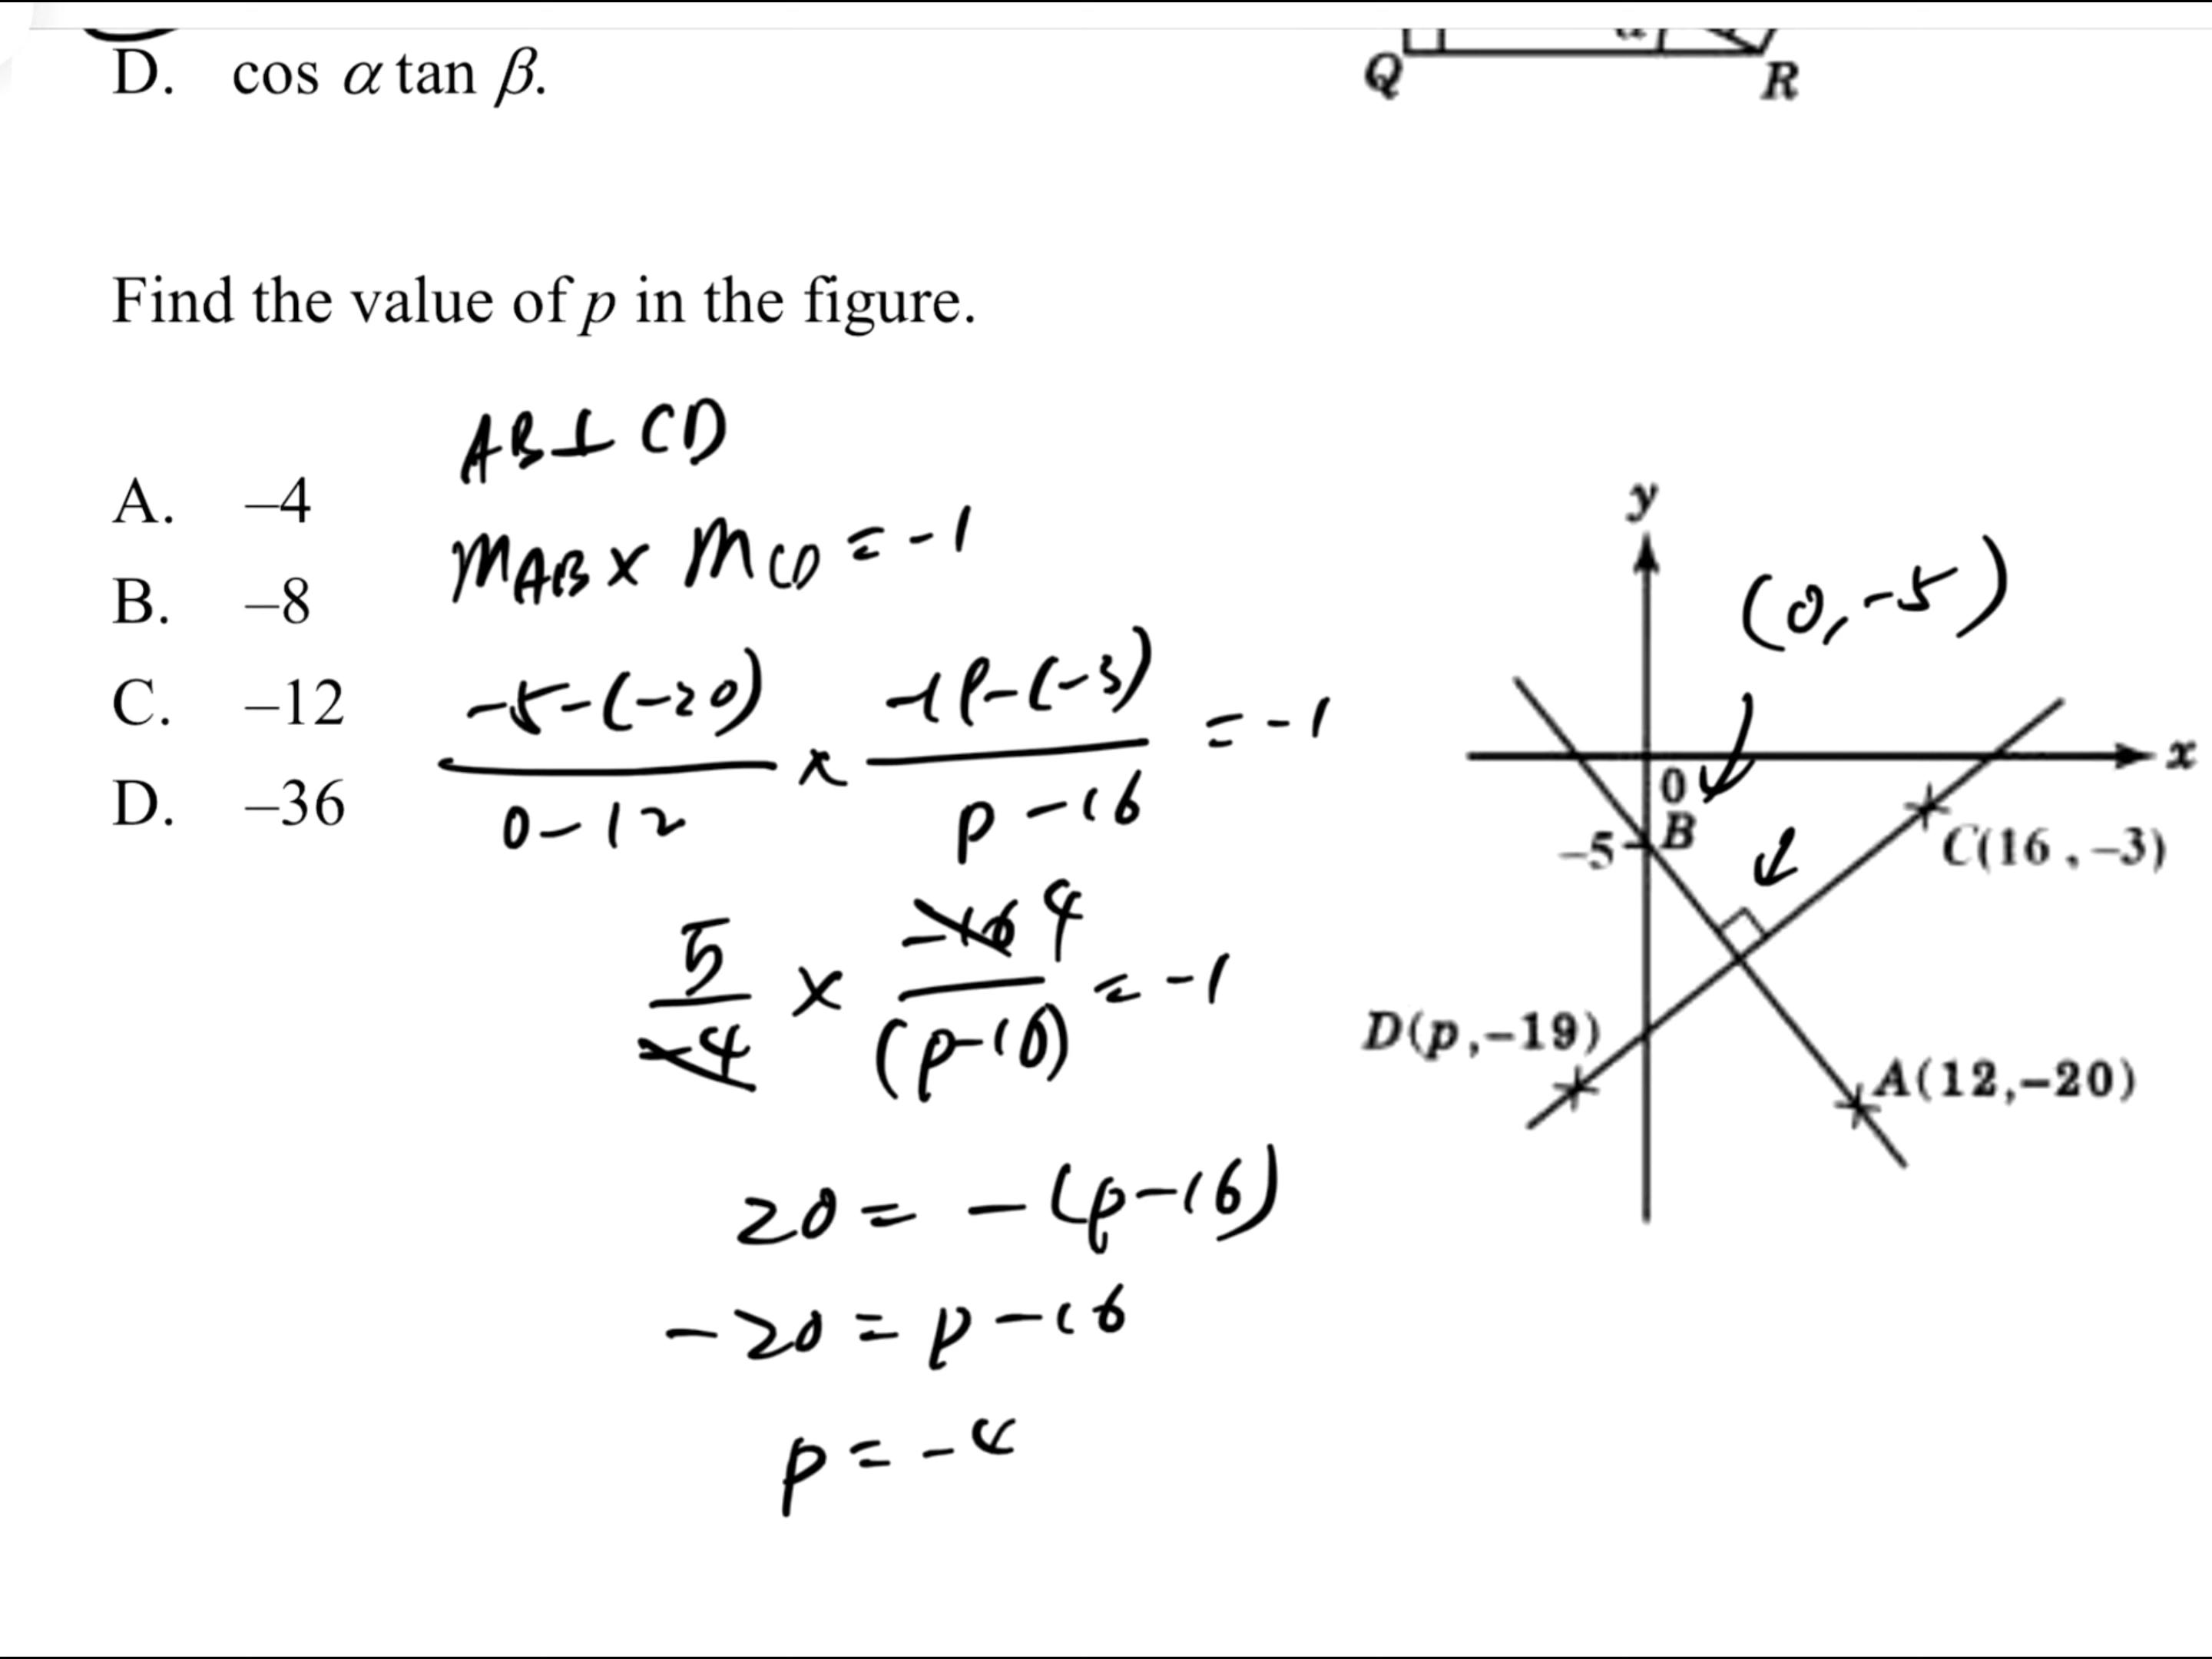 D. cos α tan β.
Q R
Find the value of p in the figure.
AB⊥CD
A. –4
mAB × mCD = -1
B. –8
C. –12
-5-(-20) / 0-12 × -19-(-3) / p-16 = -1
D. –36
5 / -4 × -16 4 / (p-16) = -1
20 = -(p-16)
-20 = p-16
p = -4
y
(0,-5)
x
0
B
–5
C(16,–3)
D(p,–19)
A(12,–20)